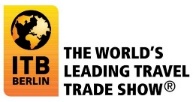 ITB
BERLIN
THE WORLD'S
LEADING TRAVEL
TRADE SHOW®